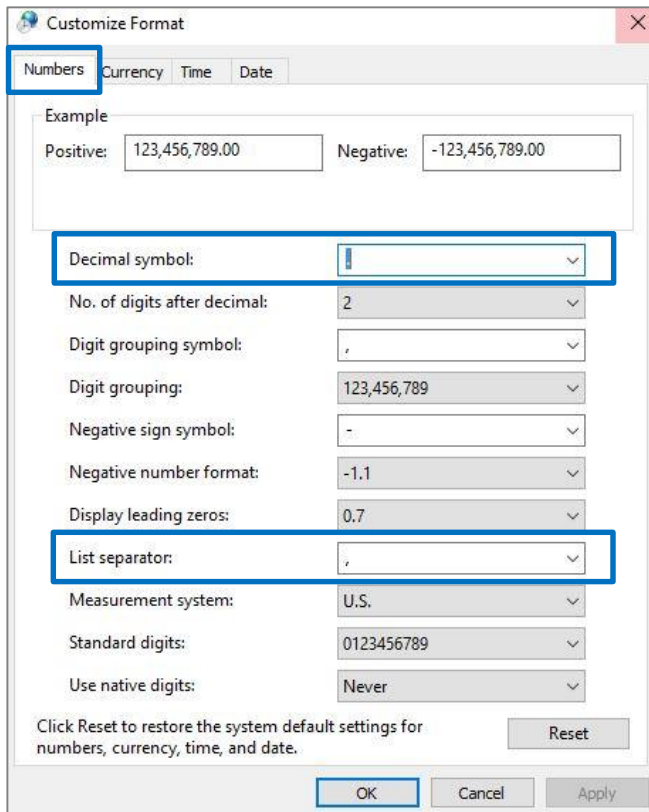 Customize Format
Numbers Currency Time Date
Example
Positive: 123,456,789.00 Negative: -123,456,789.00
Decimal symbol: .
No. of digits after decimal: 2
Digit grouping symbol: ,
Digit grouping: 123,456,789
Negative sign symbol: -
Negative number format: -1.1
Display leading zeros: 0.7
List separator: ,
Measurement system: U.S.
Standard digits: 0123456789
Use native digits: Never
Click Reset to restore the system default settings for
numbers, currency, time, and date.
Reset
OK Cancel Apply